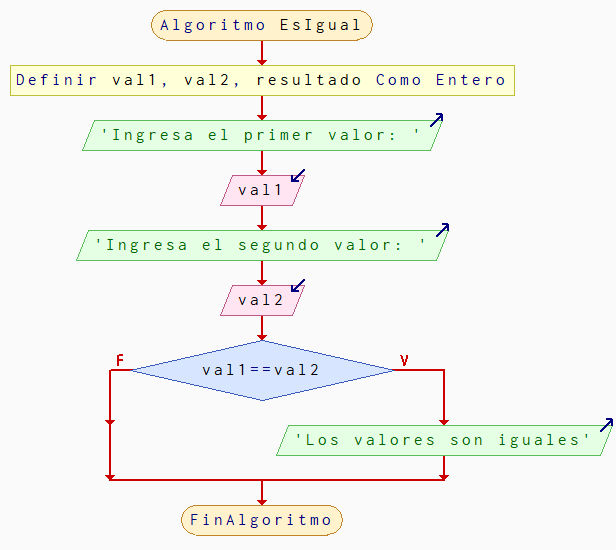 Algoritmo EsIgual
Definir val1, val2, resultado Como Entero
'Ingresa el primer valor: '
val1
'Ingresa el segundo valor: '
val2
F
V
val1==val2
'Los valores son iguales'
FinAlgoritmo